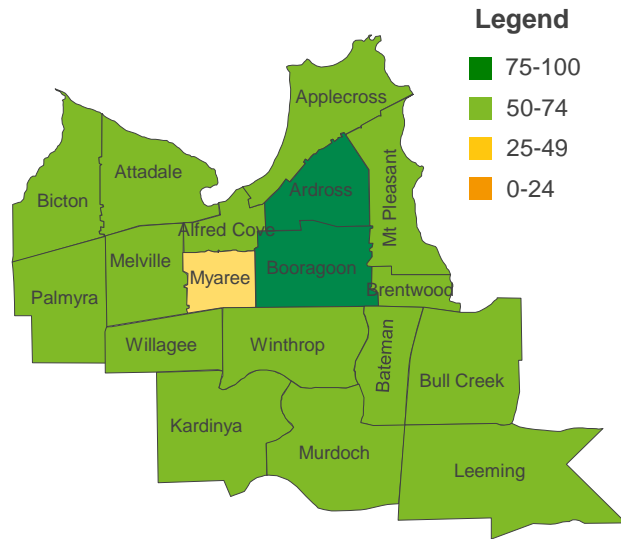 Legend
75-100
50-74
25-49
0-24
Applecross
Attadale
Ardross
Bicton
Mt Pleasant
Alfred Cove
Melville
Booragoon
Myaree
Brentwood
Palmyra
Willagee
Winthrop
Bateman
Bull Creek
Kardinya
Murdoch
Leeming